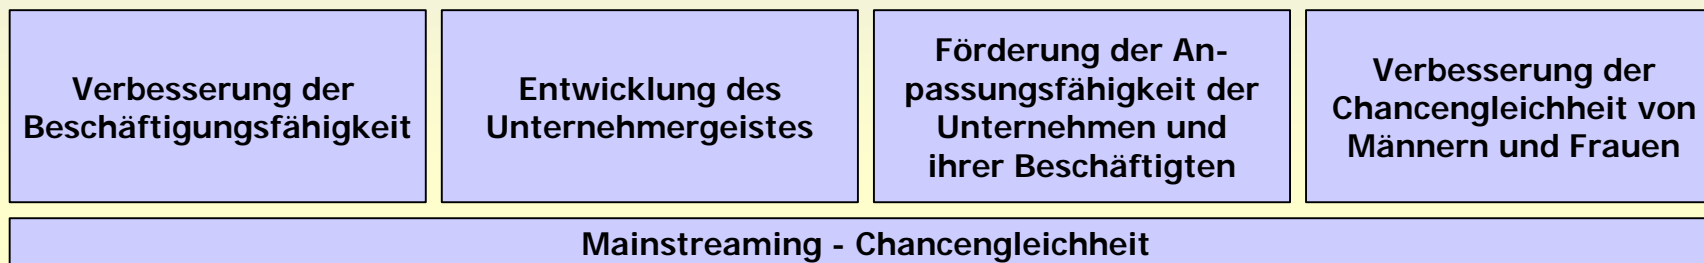 Verbesserung der
Beschäftigungsfähigkeit
Entwicklung des
Unternehmergeistes
Förderung der An-
passungsfähigkeit der
Unternehmen und
ihrer Beschäftigten
Verbesserung der
Chancengleichheit von
Männern und Frauen
Mainstreaming - Chancengleichheit